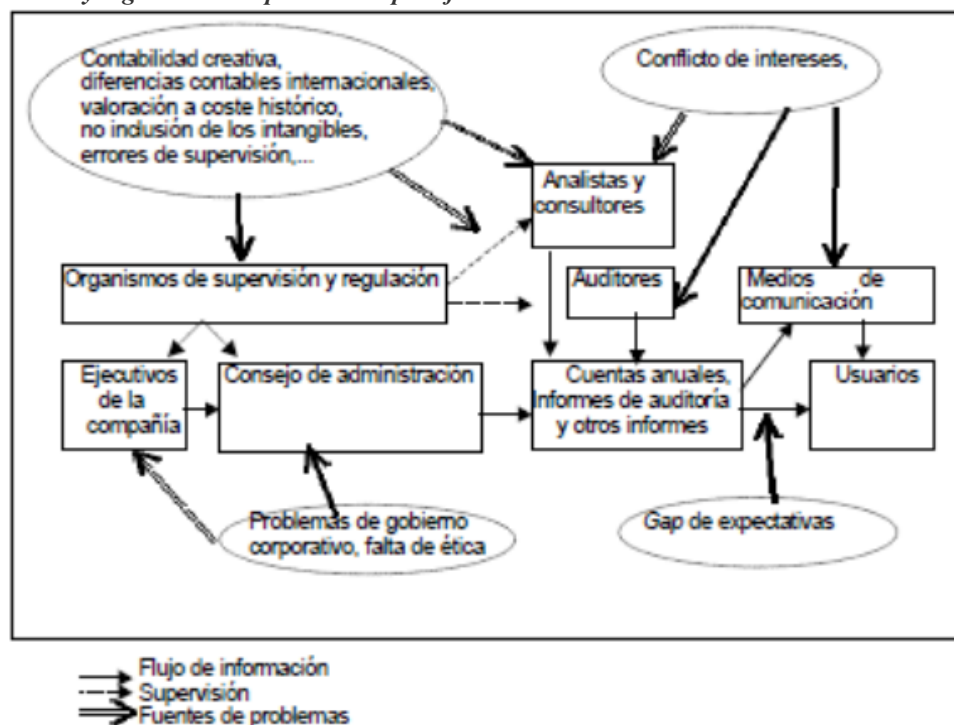 Contabilidad creativa,
diferencias contables internacionales,
valoración a coste histórico,
no inclusión de los intangibles,
errores de supervisión,...
Conflicto de intereses,
Analistas y
consultores
Organismos de supervisión y regulación
Auditores
Medios de
comunicación
Ejecutivos
de la
compañía
Consejo de administración
Cuentas anuales,
Informes de auditoría
y otros informes
Usuarios
Problemas de gobierno
corporativo, falta de ética
Gap de expectativas
Flujo de información
Supervisión
Fuentes de problemas